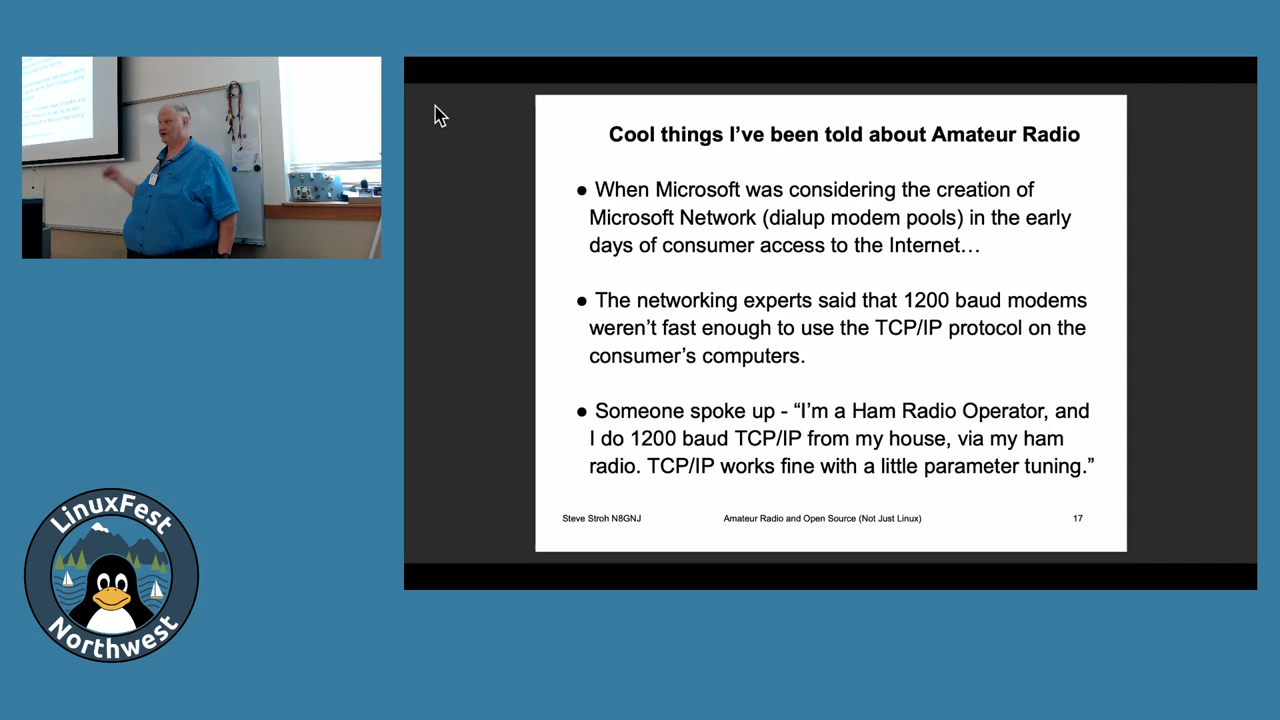 Cool things I’ve been told about Amateur Radio
● When Microsoft was considering the creation of
Microsoft Network (dialup modem pools) in the early
days of consumer access to the Internet…
● The networking experts said that 1200 baud modems
weren’t fast enough to use the TCP/IP protocol on the
consumer’s computers.
● Someone spoke up - “I’m a Ham Radio Operator, and
I do 1200 baud TCP/IP from my house, via my ham
radio. TCP/IP works fine with a little parameter tuning.”
Steve Stroh N8GNJ
Amateur Radio and Open Source (Not Just Linux)
17
LinuxFest
Northwest